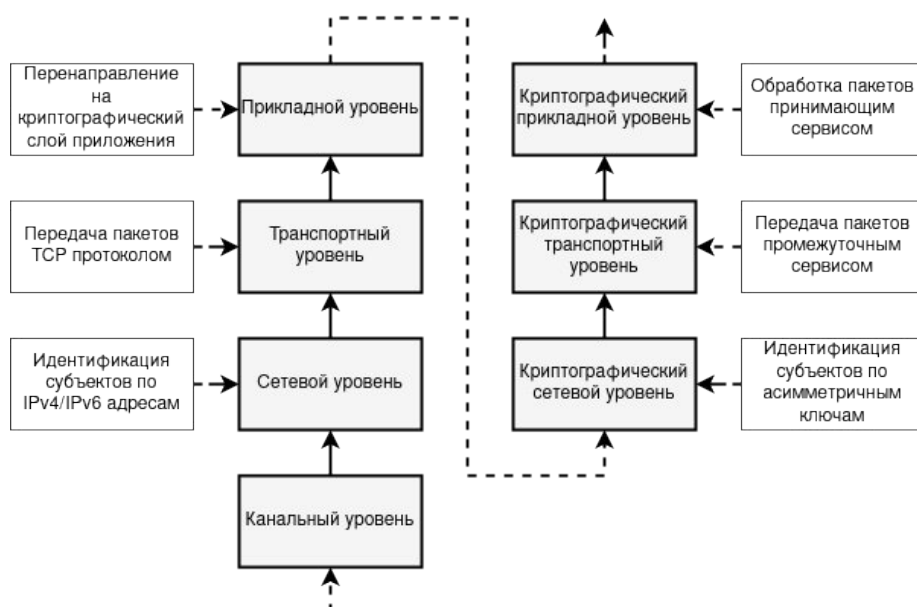 Перенаправление
на
криптографический
слой приложения
Прикладной уровень
Криптографический
прикладной уровень
Обработка пакетов
принимающим
сервисом
Передача пакетов
TCP протоколом
Транспортный
уровень
Криптографический
транспортный
уровень
Передача пакетов
промежуточным
сервисом
Идентификация
субъектов по
IPv4/IPv6 адресам
Сетевой уровень
Криптографический
сетевой уровень
Идентификация
субъектов по
асимметричным
ключам
Канальный уровень